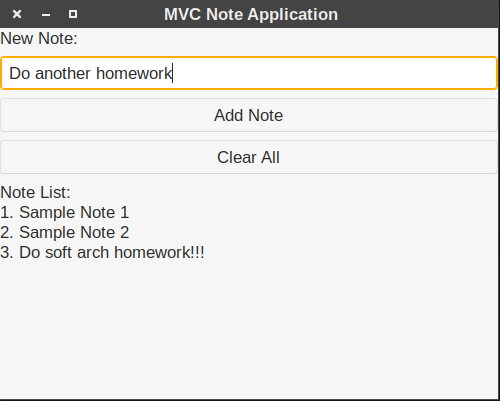 MVC Note Application
New Note:
Do another homework
Add Note
Clear All
Note List:
1. Sample Note 1
2. Sample Note 2
3. Do soft arch homework!!!